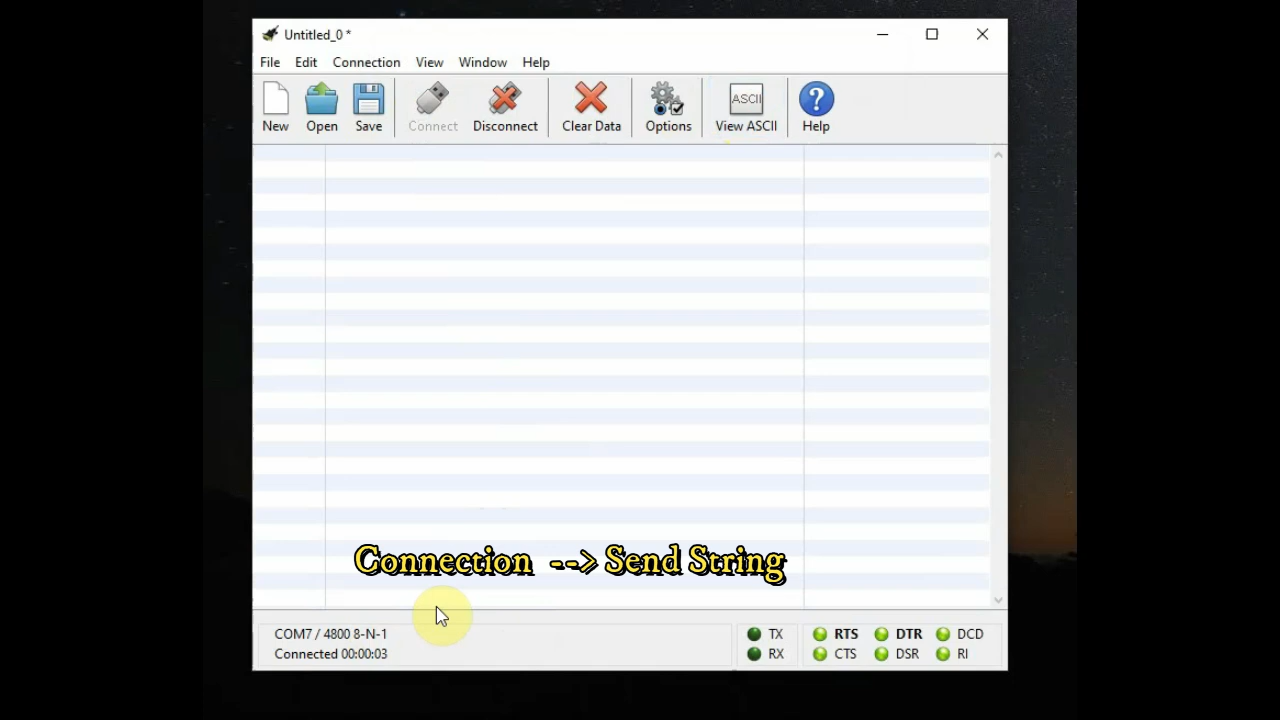 Untitled_0 *
File Edit Connection View Window Help
ASCII
New Open Save Connect Disconnect Clear Data Options View ASCII Help
Connection --> Send String
COM7 / 4800 8-N-1
Connected 00:00:03
TX RTS DTR DCD
RX CTS DSR RI